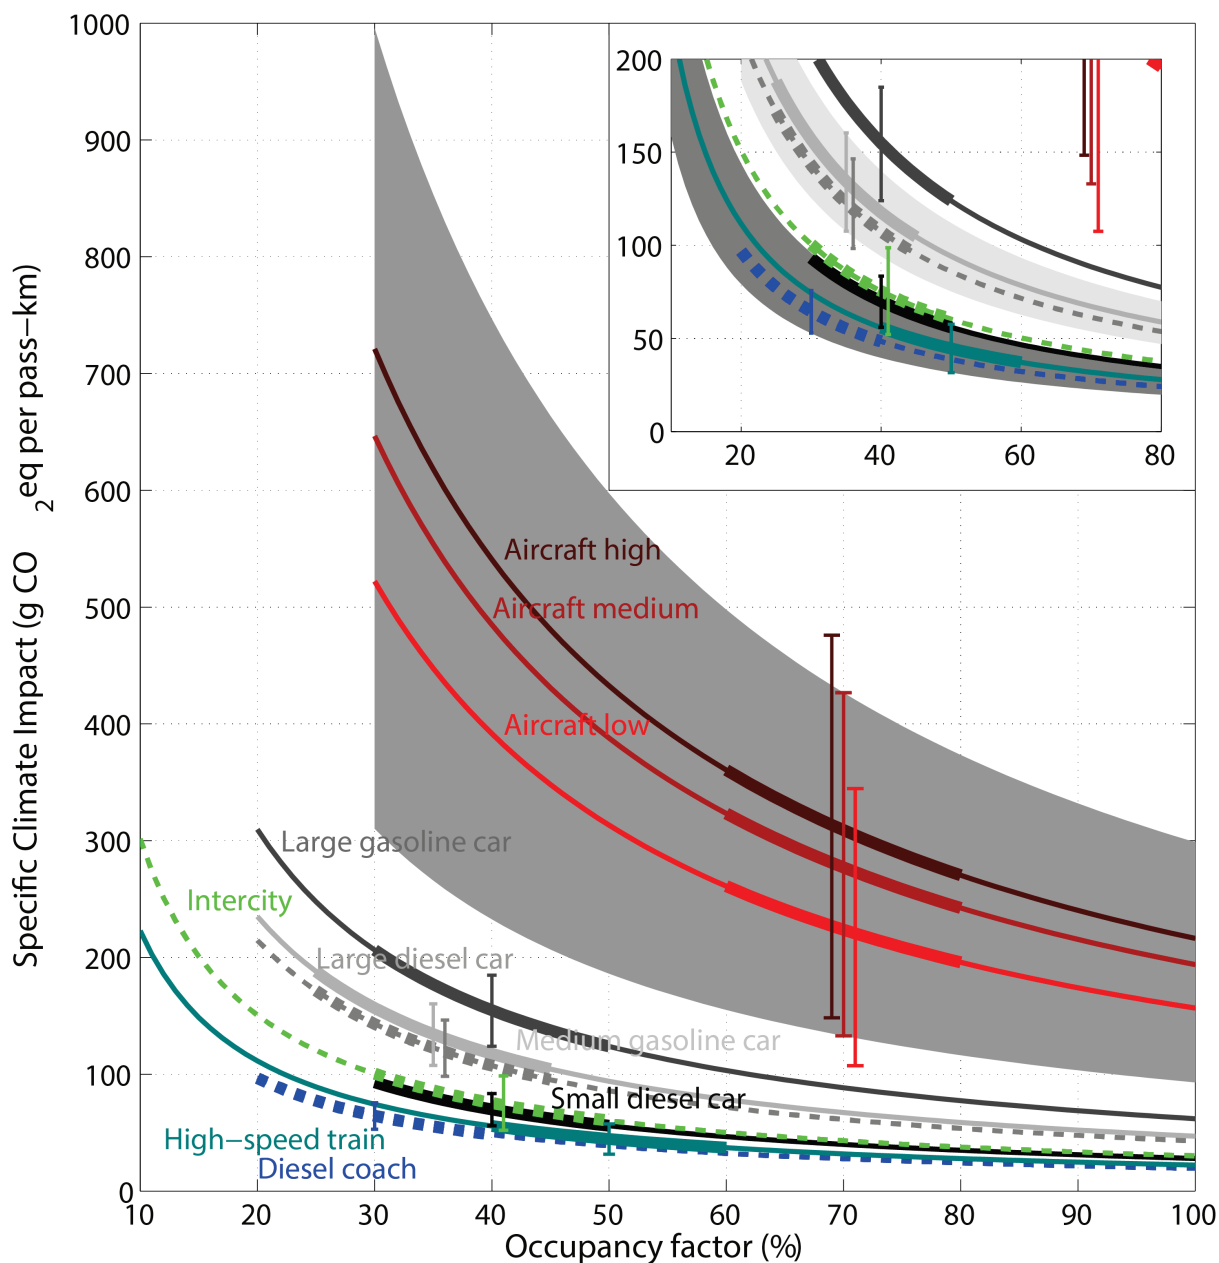 1000
900
800
700
600
500
400
300
200
100
0
Specific Climate Impact (g CO₂eq per pass–km)
200
150
100
50
0
20 40 60 80
Aircraft high
Aircraft medium
Aircraft low
Large gasoline car
Intercity
Large diesel car
Medium gasoline car
Small diesel car
High–speed train
Diesel coach
10 20 30 40 50 60 70 80 90 100
Occupancy factor (%)